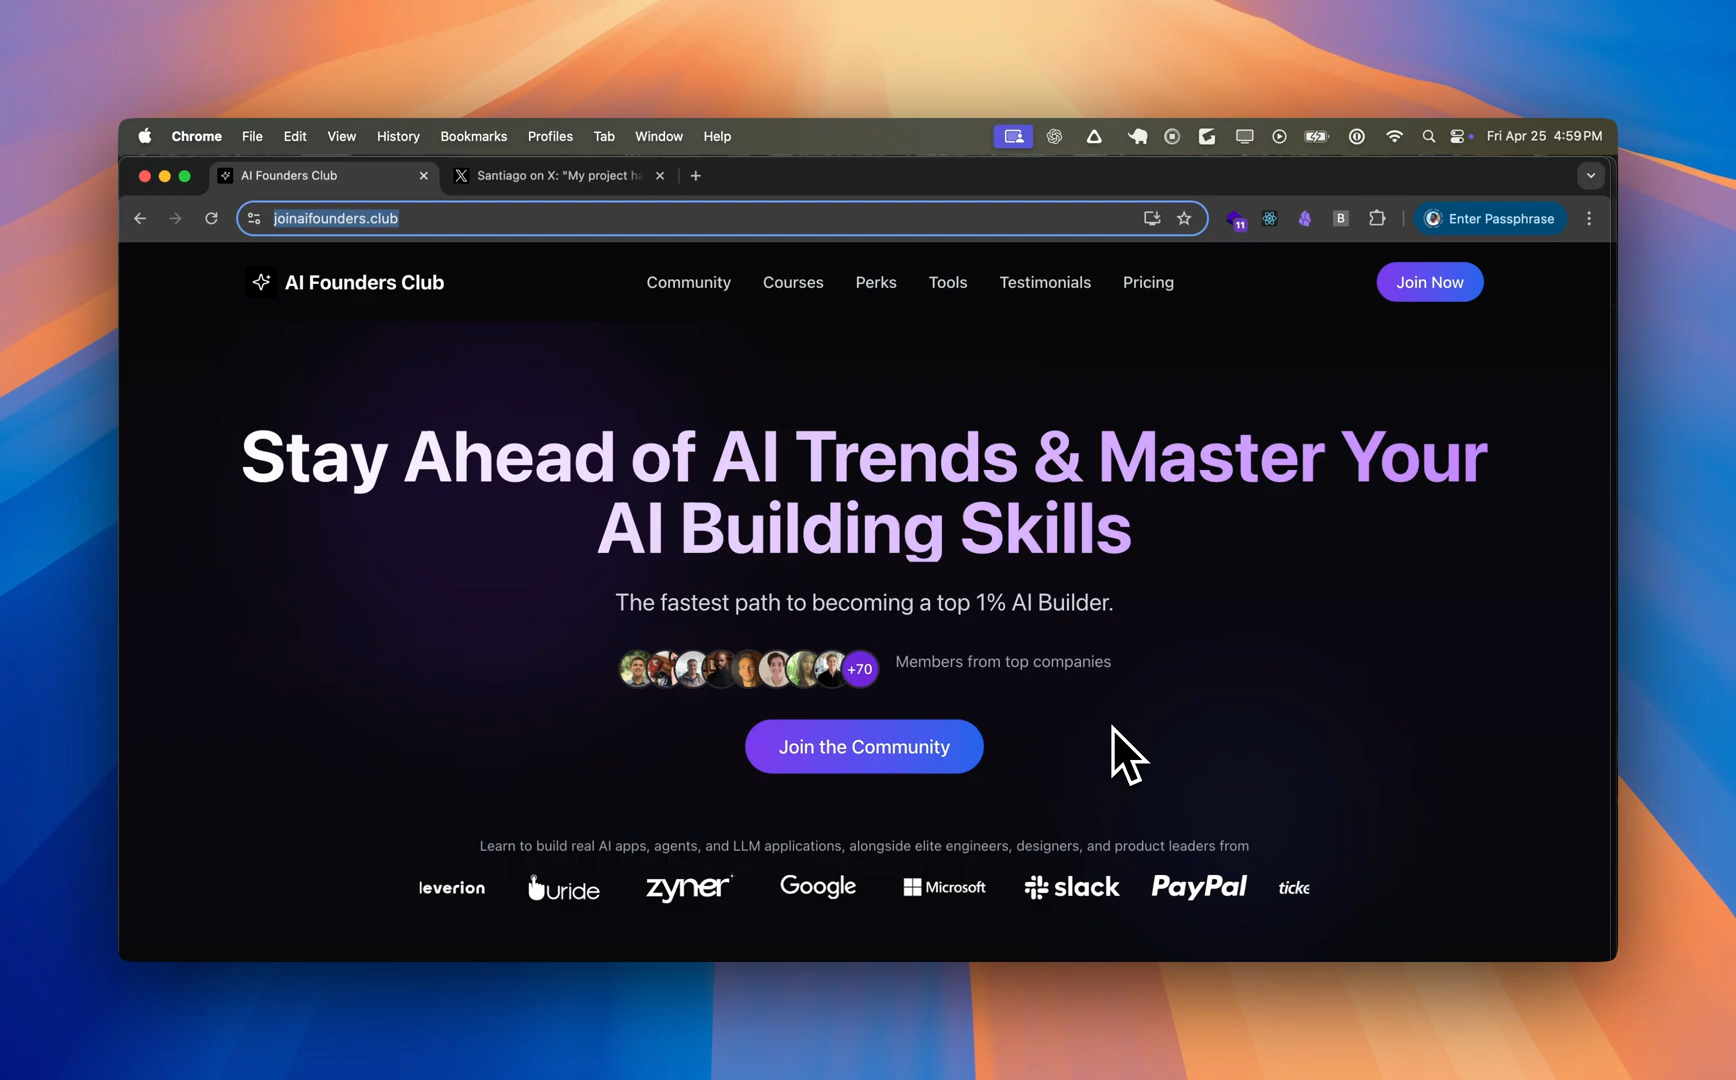 Chrome File Edit View History Bookmarks Profiles Tab Window Help Fri Apr 25 4:59 PM
AI Founders Club Santiago on X: "My project ha
joinaifounders.club 11 B Enter Passphrase
AI Founders Club Community Courses Perks Tools Testimonials Pricing Join Now
Stay Ahead of AI Trends & Master Your
AI Building Skills
The fastest path to becoming a top 1% AI Builder.
+70 Members from top companies
Join the Community
Learn to build real AI apps, agents, and LLM applications, alongside elite engineers, designers, and product leaders from
leverion uride zyner Google Microsoft slack PayPal ticke